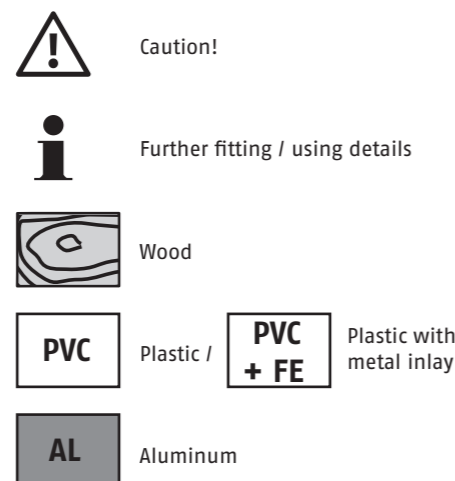 Caution!
Further fitting / using details
Wood
PVC
Plastic /
PVC
+ FE
Plastic with
metal inlay
AL
Aluminum